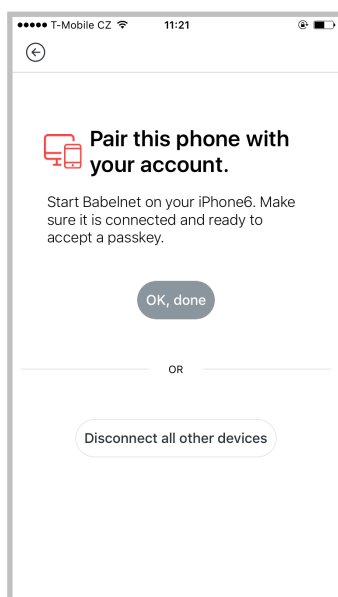 T-Mobile CZ 11:21
Pair this phone with
your account.
Start Babelnet on your iPhone6. Make
sure it is connected and ready to
accept a passkey.
OK, done
OR
Disconnect all other devices